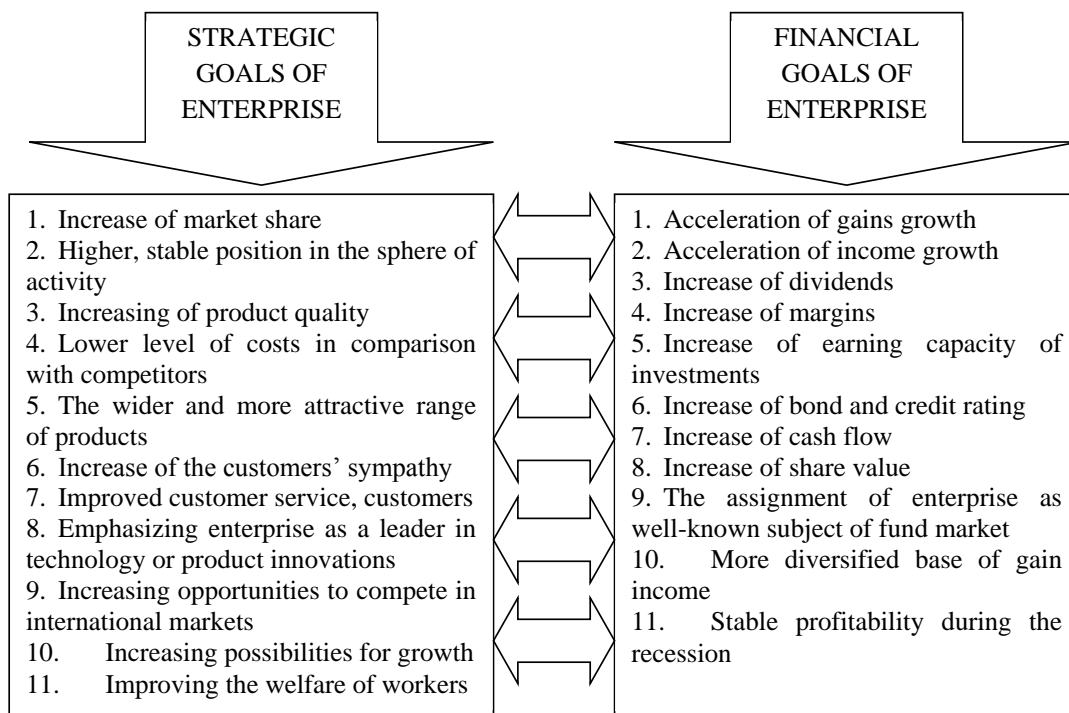 STRATEGIC
GOALS OF
ENTERPRISE
FINANCIAL
GOALS OF
ENTERPRISE
1. Increase of market share
2. Higher, stable position in the sphere of
activity
3. Increasing of product quality
4. Lower level of costs in comparison
with competitors
5. The wider and more attractive range
of products
6. Increase of the customers’ sympathy
7. Improved customer service, customers
8. Emphasizing enterprise as a leader in
technology or product innovations
9. Increasing opportunities to compete in
international markets
10. Increasing possibilities for growth
11. Improving the welfare of workers
1. Acceleration of gains growth
2. Acceleration of income growth
3. Increase of dividends
4. Increase of margins
5. Increase of earning capacity of
investments
6. Increase of bond and credit rating
7. Increase of cash flow
8. Increase of share value
9. The assignment of enterprise as
well-known subject of fund market
10. More diversified base of gain
income
11. Stable profitability during the
recession